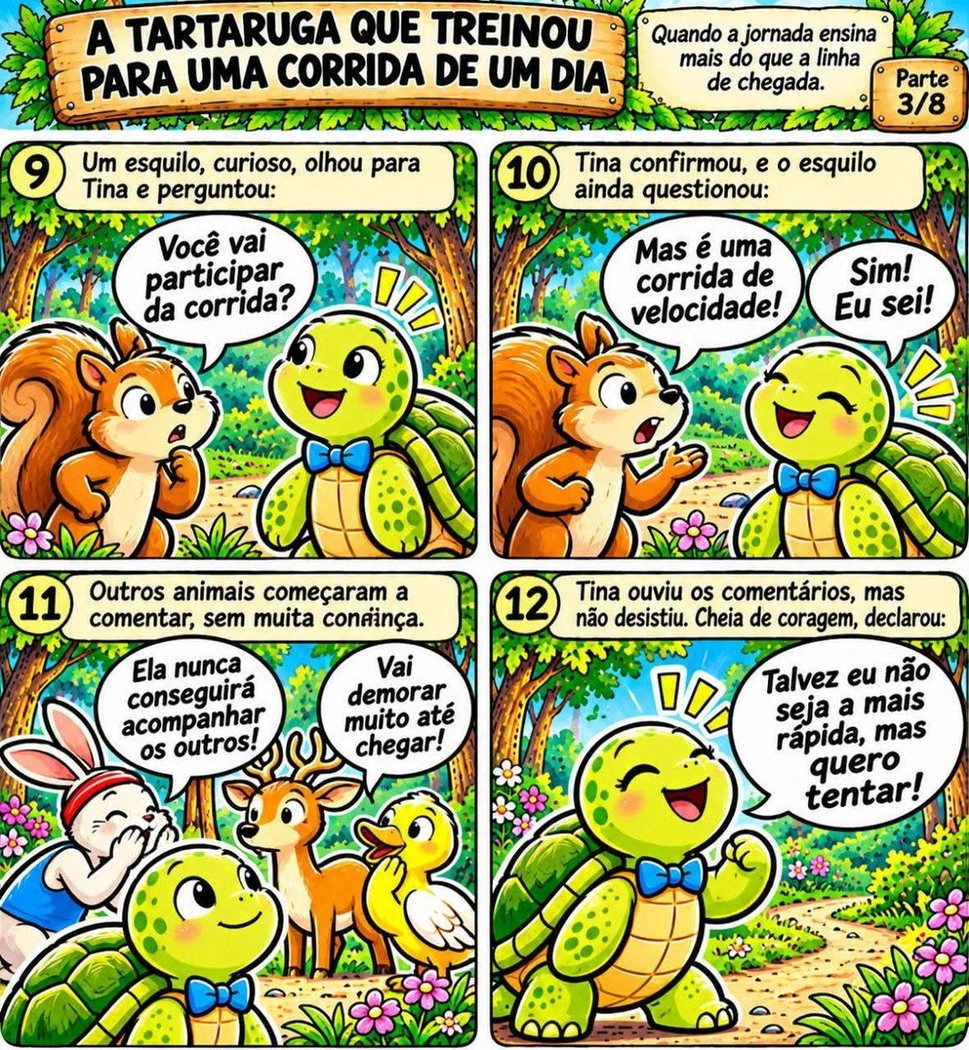 A TARTARUGA QUE TREINOU
PARA UMA CORRIDA DE UM DIA
Quando a jornada ensina
mais do que a linha
de chegada.
Parte
3/8
9
Um esquilo, curioso, olhou para
Tina e perguntou:
Você vai
participar
da corrida?
10
Tina confirmou, e o esquilo
ainda questionou:
Mas é uma
corrida de
velocidade!
Sim!
Eu sei!
11
Outros animais começaram a
comentar, sem muita
Ela nunca
conseguirá
acompanhar
os outros!
Vai
demorar
muito até
chegar!
12
Tina ouviu os comentários, mas
não desistiu. Cheia de coragem, declarou:
Talvez eu não
seja a mais
rápida, mas
quero
tentar!